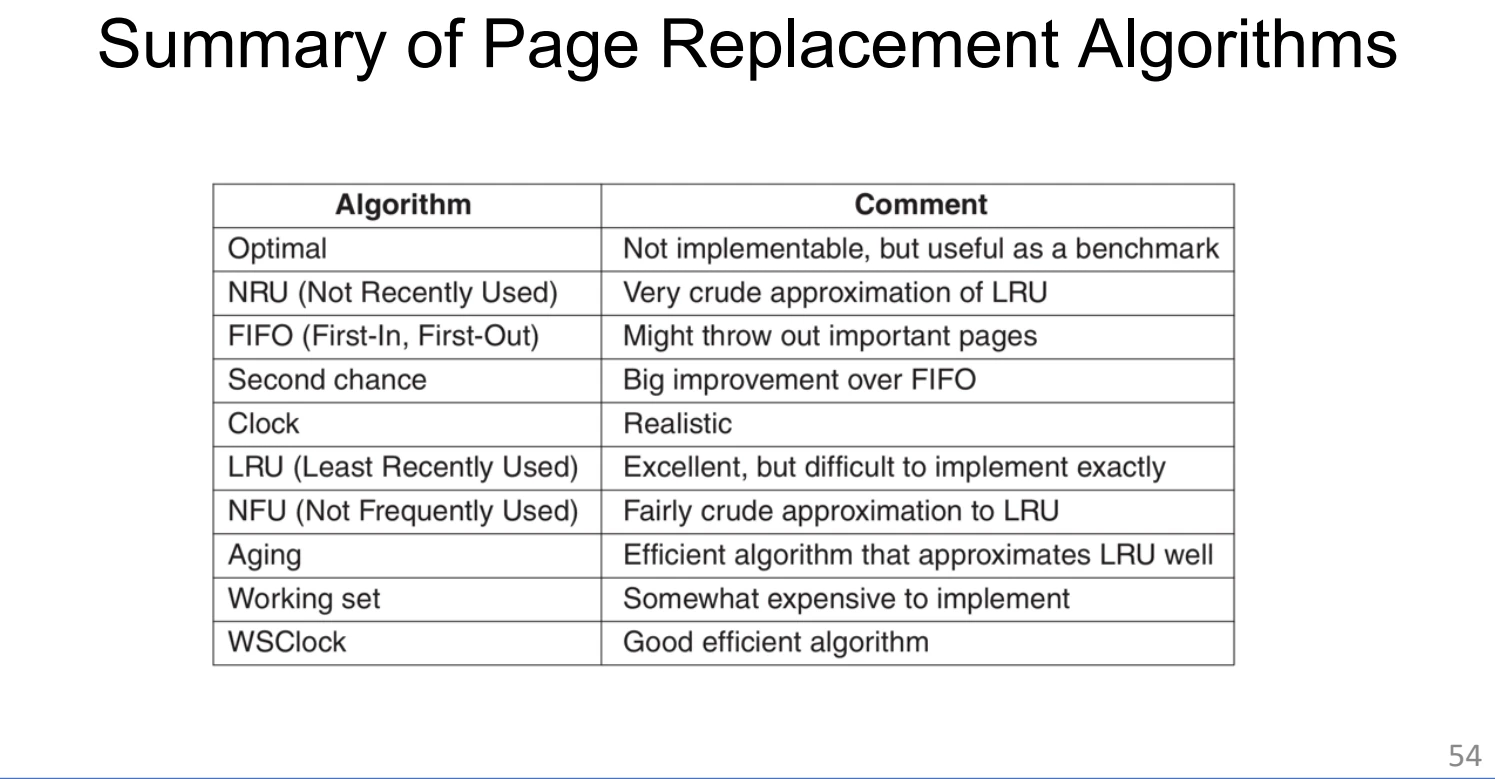 Summary of Page Replacement Algorithms
Algorithm Comment
Optimal Not implementable, but useful as a benchmark
NRU (Not Recently Used) Very crude approximation of LRU
FIFO (First-In, First-Out) Might throw out important pages
Second chance Big improvement over FIFO
Clock Realistic
LRU (Least Recently Used) Excellent, but difficult to implement exactly
NFU (Not Frequently Used) Fairly crude approximation to LRU
Aging Efficient algorithm that approximates LRU well
Working set Somewhat expensive to implement
WSClock Good efficient algorithm
54